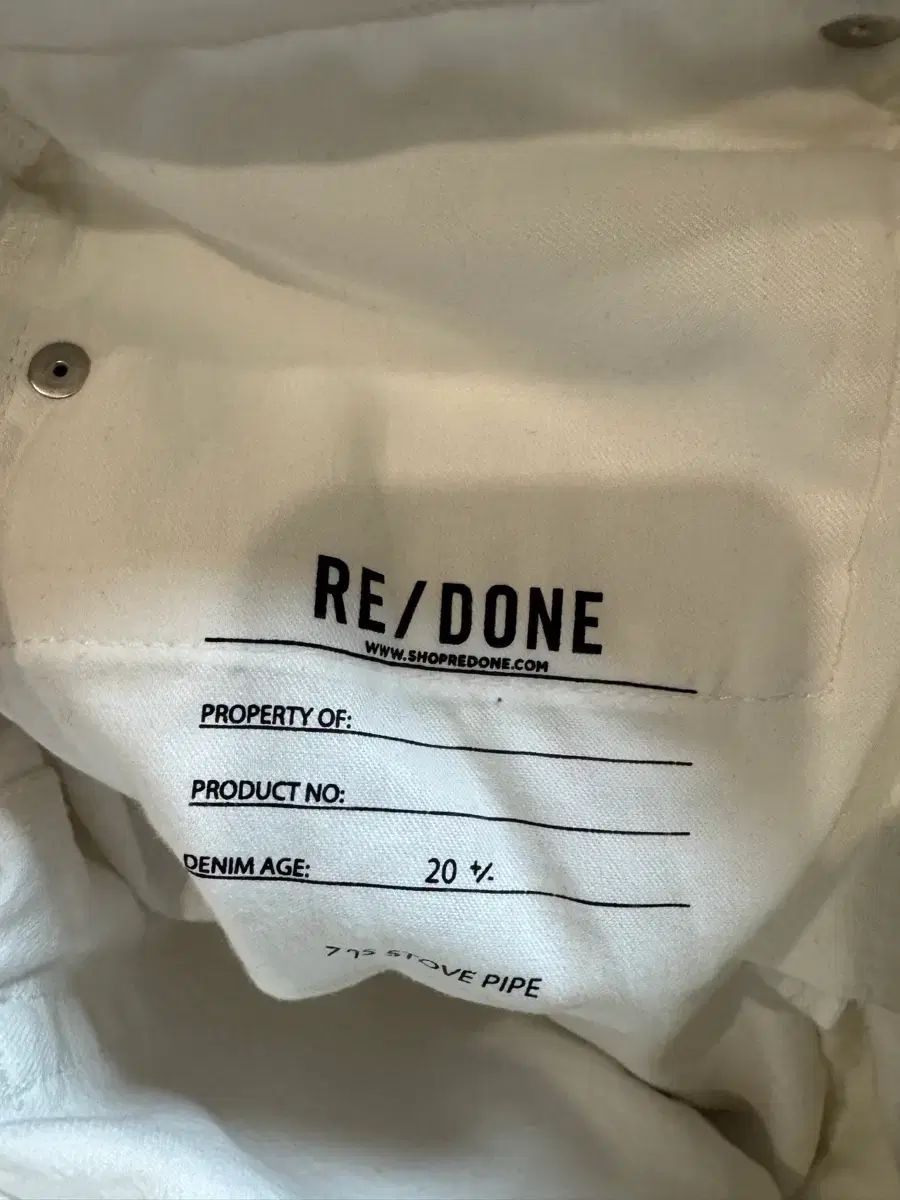 RE/DONE
WWW.SHOPREDONE.COM
PROPERTY OF:
PRODUCT NO:
DENIM AGE: 20 +/-
STOVE PIPE